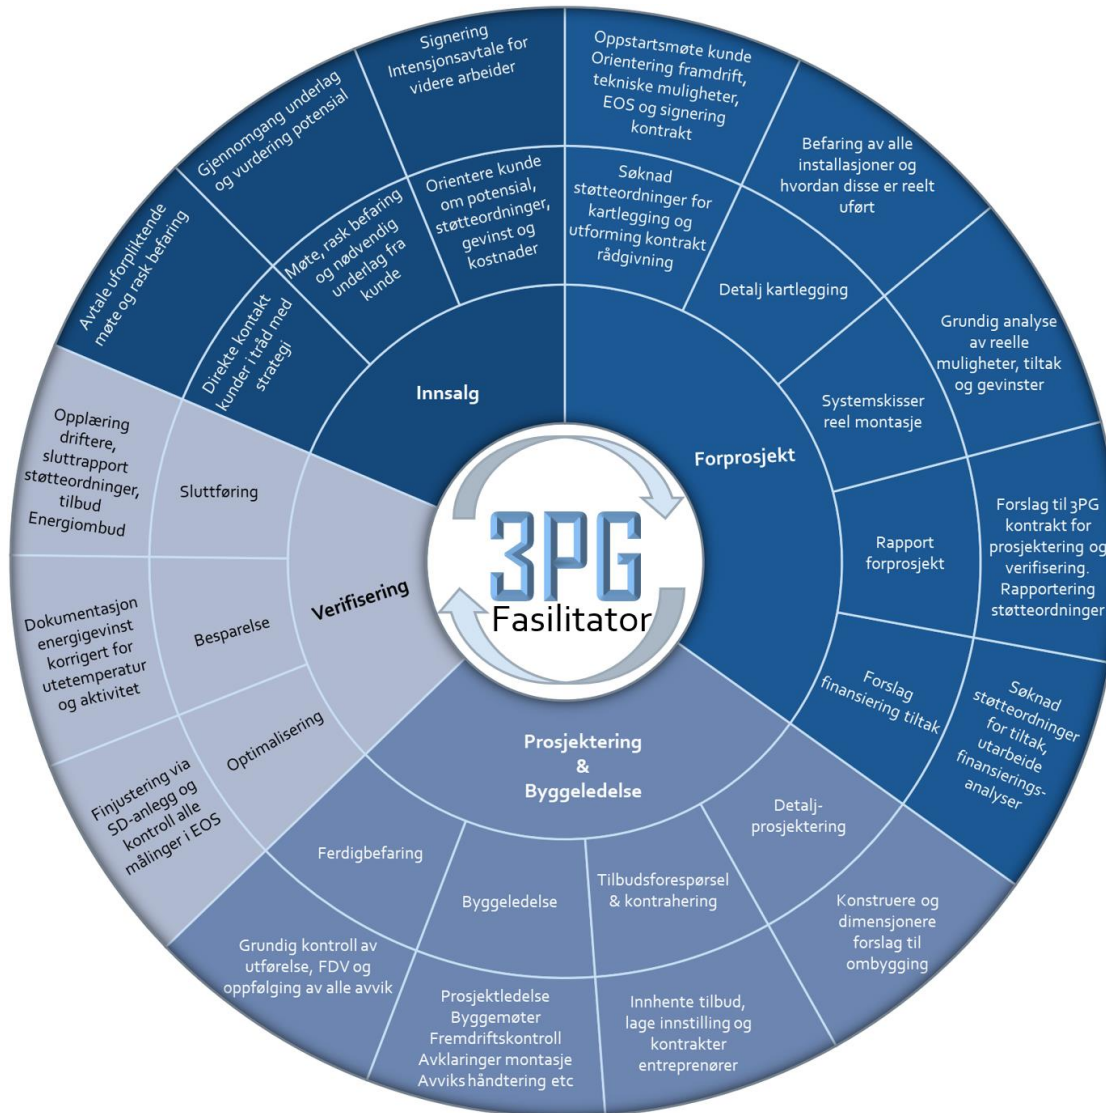 Signering
Intensjonsavtale for
videre arbeider
Oppstartsmøte kunde
Orientering framdrift,
tekniske muligheter,
EOS og signering
kontrakt
Gjennomgang underlag
og vurdering potensial
Befaring av alle
installasjoner og
hvordan disse er reelt
uført
Orientere kunde
om potensial,
støtteordninger,
gevinst og
kostnader
Søknad
støtteordninger for
kartlegging og
utforming kontrakt
rådgivning
Avtale uforpliktende
møte og rask befaring
Møte, rask befaring
og nødvendig
underlag fra
kunde
Detalj kartlegging
Direkte kontakt
kunder i tråd med
strategi
Grundig analyse
av reelle
muligheter, tiltak
og gevinster
Innsalg
Systemskisser
reel montasje
Forprosjekt
Opplæring
driftere,
sluttrapport
støtteordninger,
tilbud
Energiombud
Sluttføring
3PG
Fasilitator
Rapport
forprosjekt
Forslag til 3PG
kontrakt for
prosjektering og
verifisering.
Rapportering
støtteordninger
Verifisering
Dokumentasjon
energigevinst
korrigert for
utetemperatur
og aktivitet
Besparelse
Forslag
finansiering tiltak
Søknad
støtteordninger
for tiltak,
utarbeide
finansierings-
analyser
Optimalisering
Finjustering via
SD-anlegg og
kontroll alle
målinger i EOS
Prosjektering
&
Byggeledelse
Detalj-
prosjektering
Ferdigbefaring
Byggeledelse
Tilbudsforespørsel
& kontrahering
Konstruere og
dimensjonere
forslag til
ombygging
Grundig kontroll av
utførelse, FDV og
oppfølging av alle avvik
Prosjektledelse
Byggemøter
Fremdriftskontroll
Avklaringer montasje
Avviks håndtering etc
Innhente tilbud,
lage innstilling og
kontrakter
entreprenører